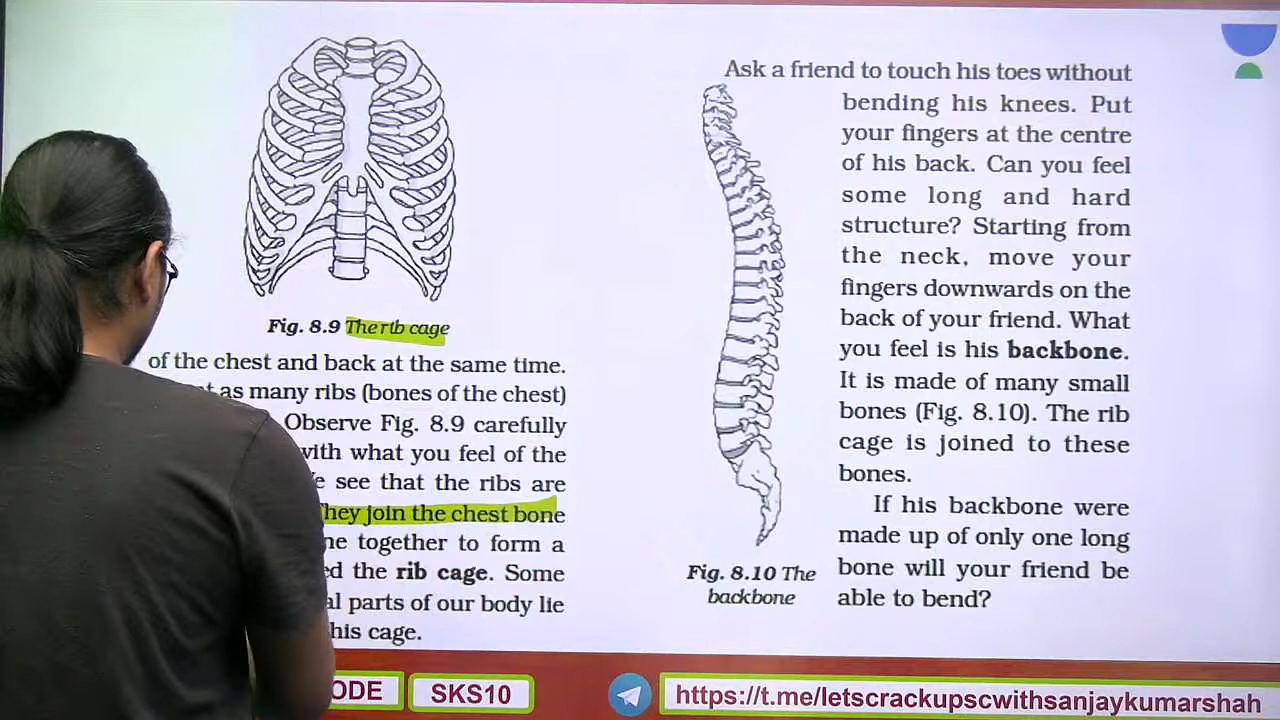 Fig. 8.9 The rib cage
of the chest and back at the same time.
as many ribs (bones of the chest)
Observe Fig. 8.9 carefully
with what you feel of the
see that the ribs are
They join the chest bone
together to form a
the rib cage. Some
parts of our body lie
this cage.
Ask a friend to touch his toes without
bending his knees. Put
your fingers at the centre
of his back. Can you feel
some long and hard
structure? Starting from
the neck, move your
fingers downwards on the
back of your friend. What
you feel is his backbone.
It is made of many small
bones (Fig. 8.10). The rib
cage is joined to these
bones.
If his backbone were
made up of only one long
bone will your friend be
able to bend?
Fig. 8.10 The
backbone
ODE
SKS10
https://t.me/letscrackupscwithsanjaykumarshah